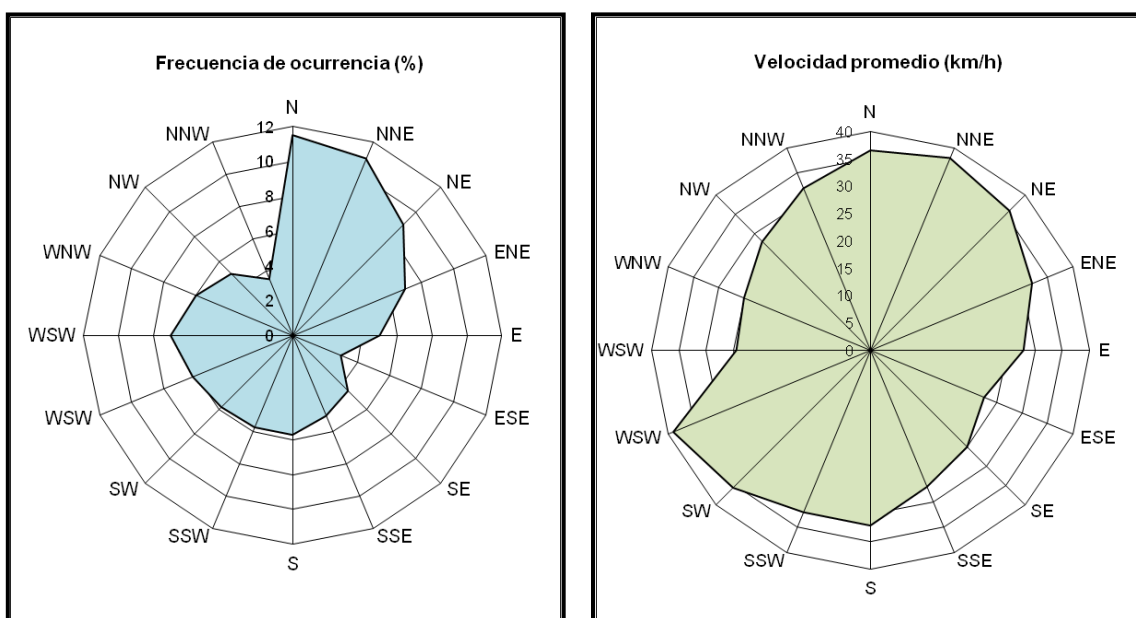 Frecuencia de ocurrencia (%)
N
NNE
NE
ENE
E
ESE
SE
SSE
S
SSW
SW
WSW
WSW
WNW
NW
NNW
12
10
8
6
4
2
0
Velocidad promedio (km/h)
N
NNE
NE
ENE
E
ESE
SE
SSE
S
SSW
SW
WSW
WSW
WNW
NW
NNW
40
35
30
25
20
15
10
5
0